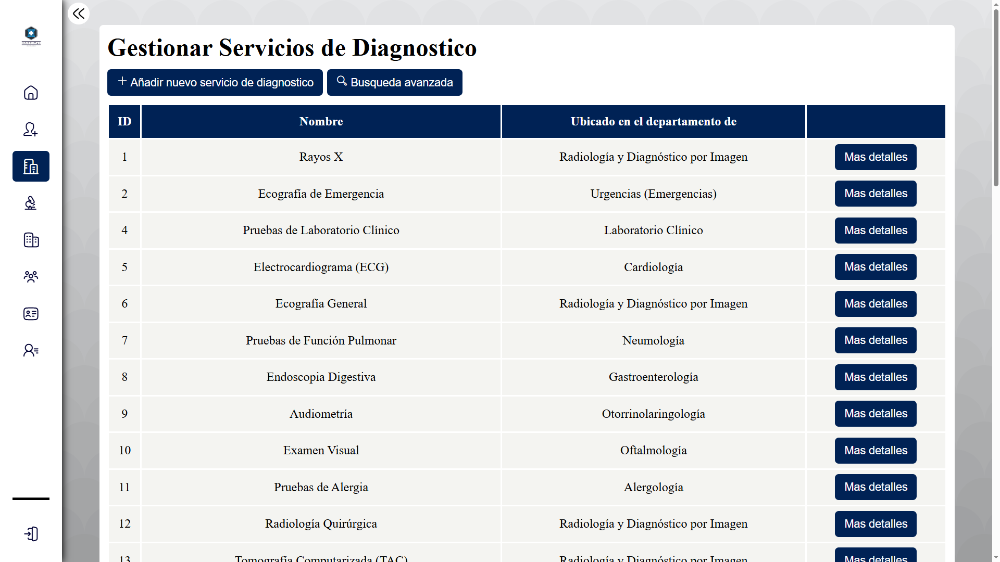 HOSPITAL
Gestionar Servicios de Diagnostico
Añadir nuevo servicio de diagnostico Busqueda avanzada
ID Nombre Ubicado en el departamento de
1 Rayos X Radiología y Diagnóstico por Imagen Mas detalles
2 Ecografía de Emergencia Urgencias (Emergencias) Mas detalles
4 Pruebas de Laboratorio Clínico Laboratorio Clínico Mas detalles
5 Electrocardiograma (ECG) Cardiología Mas detalles
6 Ecografía General Radiología y Diagnóstico por Imagen Mas detalles
7 Pruebas de Función Pulmonar Neumología Mas detalles
8 Endoscopia Digestiva Gastroenterología Mas detalles
9 Audiometría Otorrinolaringología Mas detalles
10 Examen Visual Oftalmología Mas detalles
11 Pruebas de Alergia Alergología Mas detalles
12 Radiología Quirúrgica Radiología y Diagnóstico por Imagen Mas detalles
13 Tomografía Computarizada (TAC) Radiología y Diagnóstico por Imagen Mas detalles